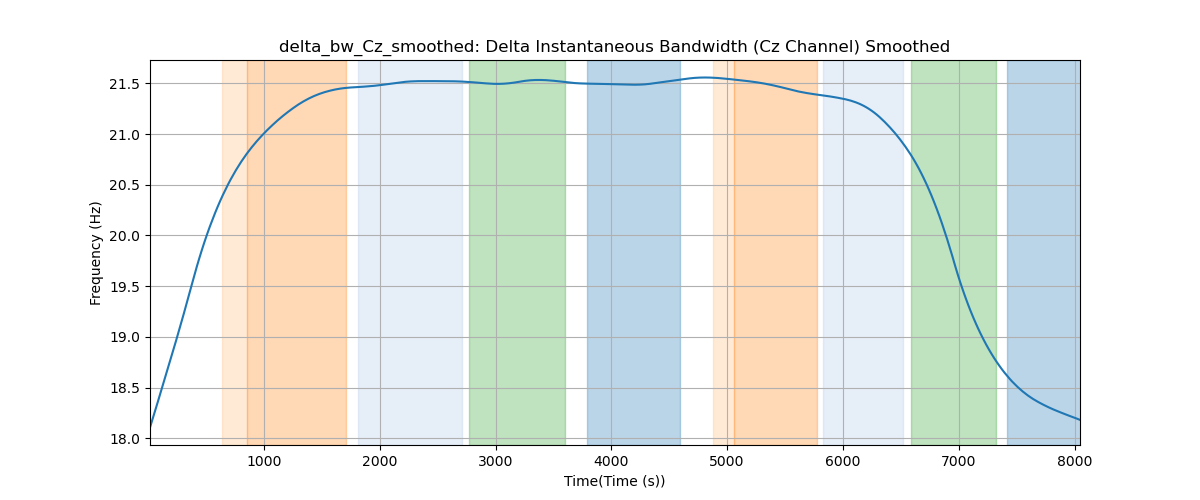 delta_bw_Cz_smoothed: Delta Instantaneous Bandwidth (Cz Channel) Smoothed
Frequency (Hz)
21.5
21.0
20.5
20.0
19.5
19.0
18.5
18.0
1000 2000 3000 4000 5000 6000 7000 8000
Time(Time (s))